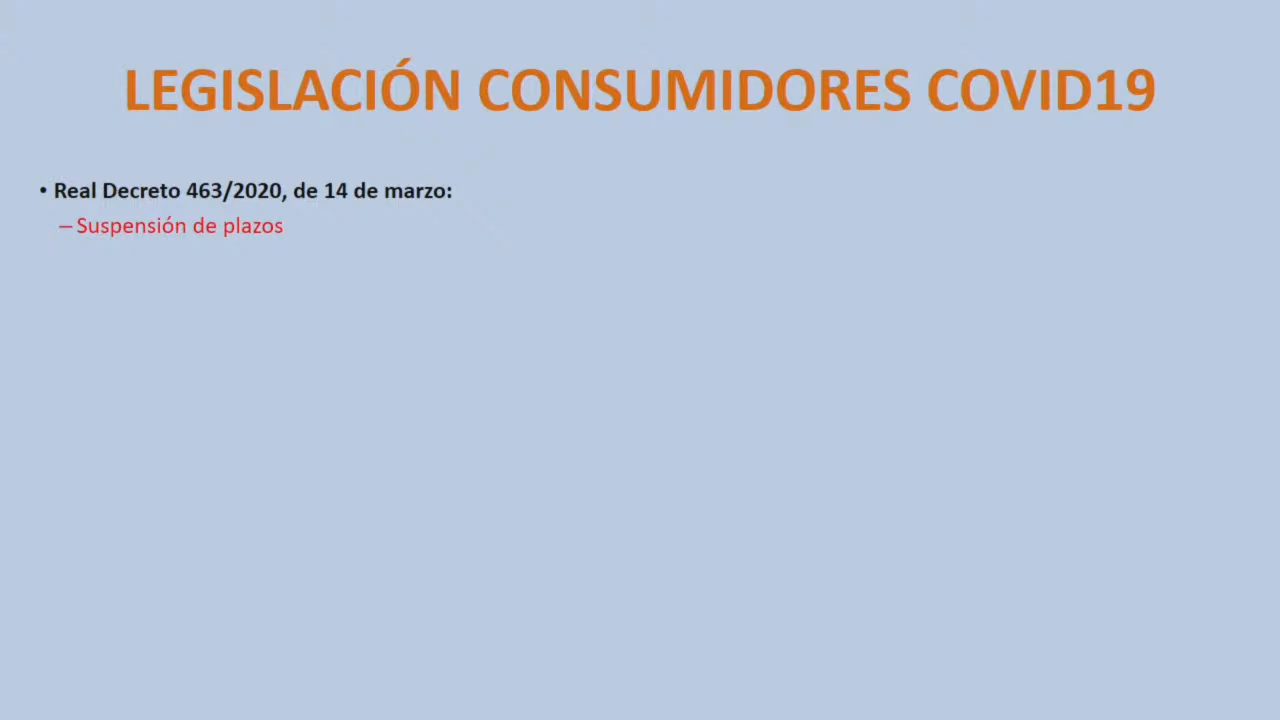 LEGISLACIÓN CONSUMIDORES COVID19
• Real Decreto 463/2020, de 14 de marzo:
– Suspensión de plazos